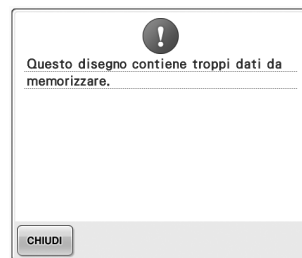 Questo disegno contiene troppi dati da
memorizzare.
CHIUDI